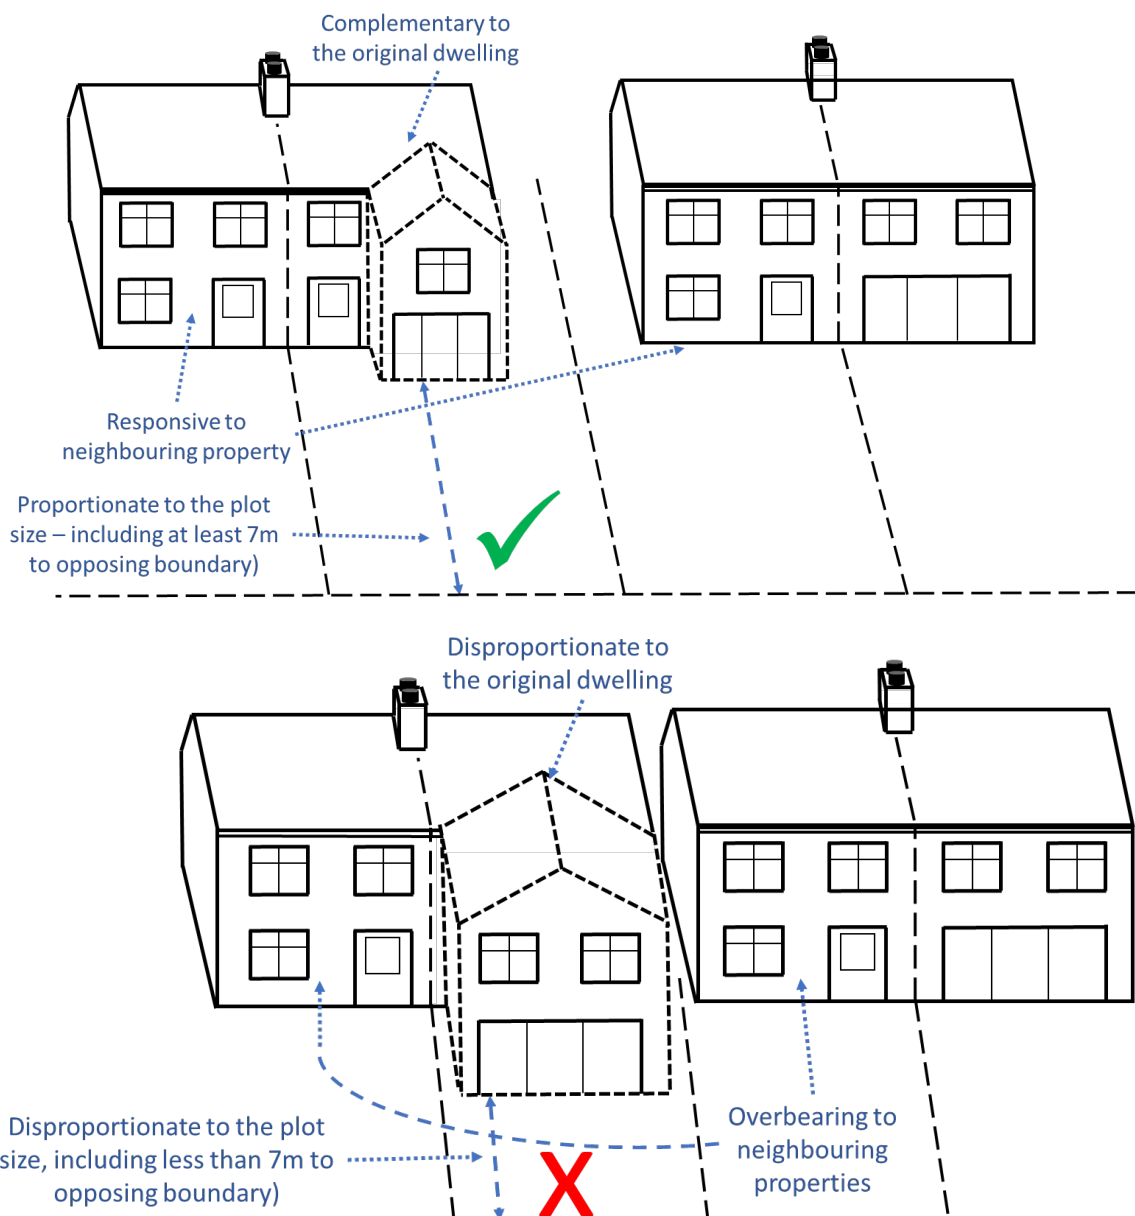 Complementary to
the original dwelling
Responsive to
neighbouring property
Proportionate to the plot
size – including at least 7m
to opposing boundary)
Disproportionate to
the original dwelling
Disproportionate to the plot
size, including less than 7m to
opposing boundary)
Overbearing to
neighbouring
properties